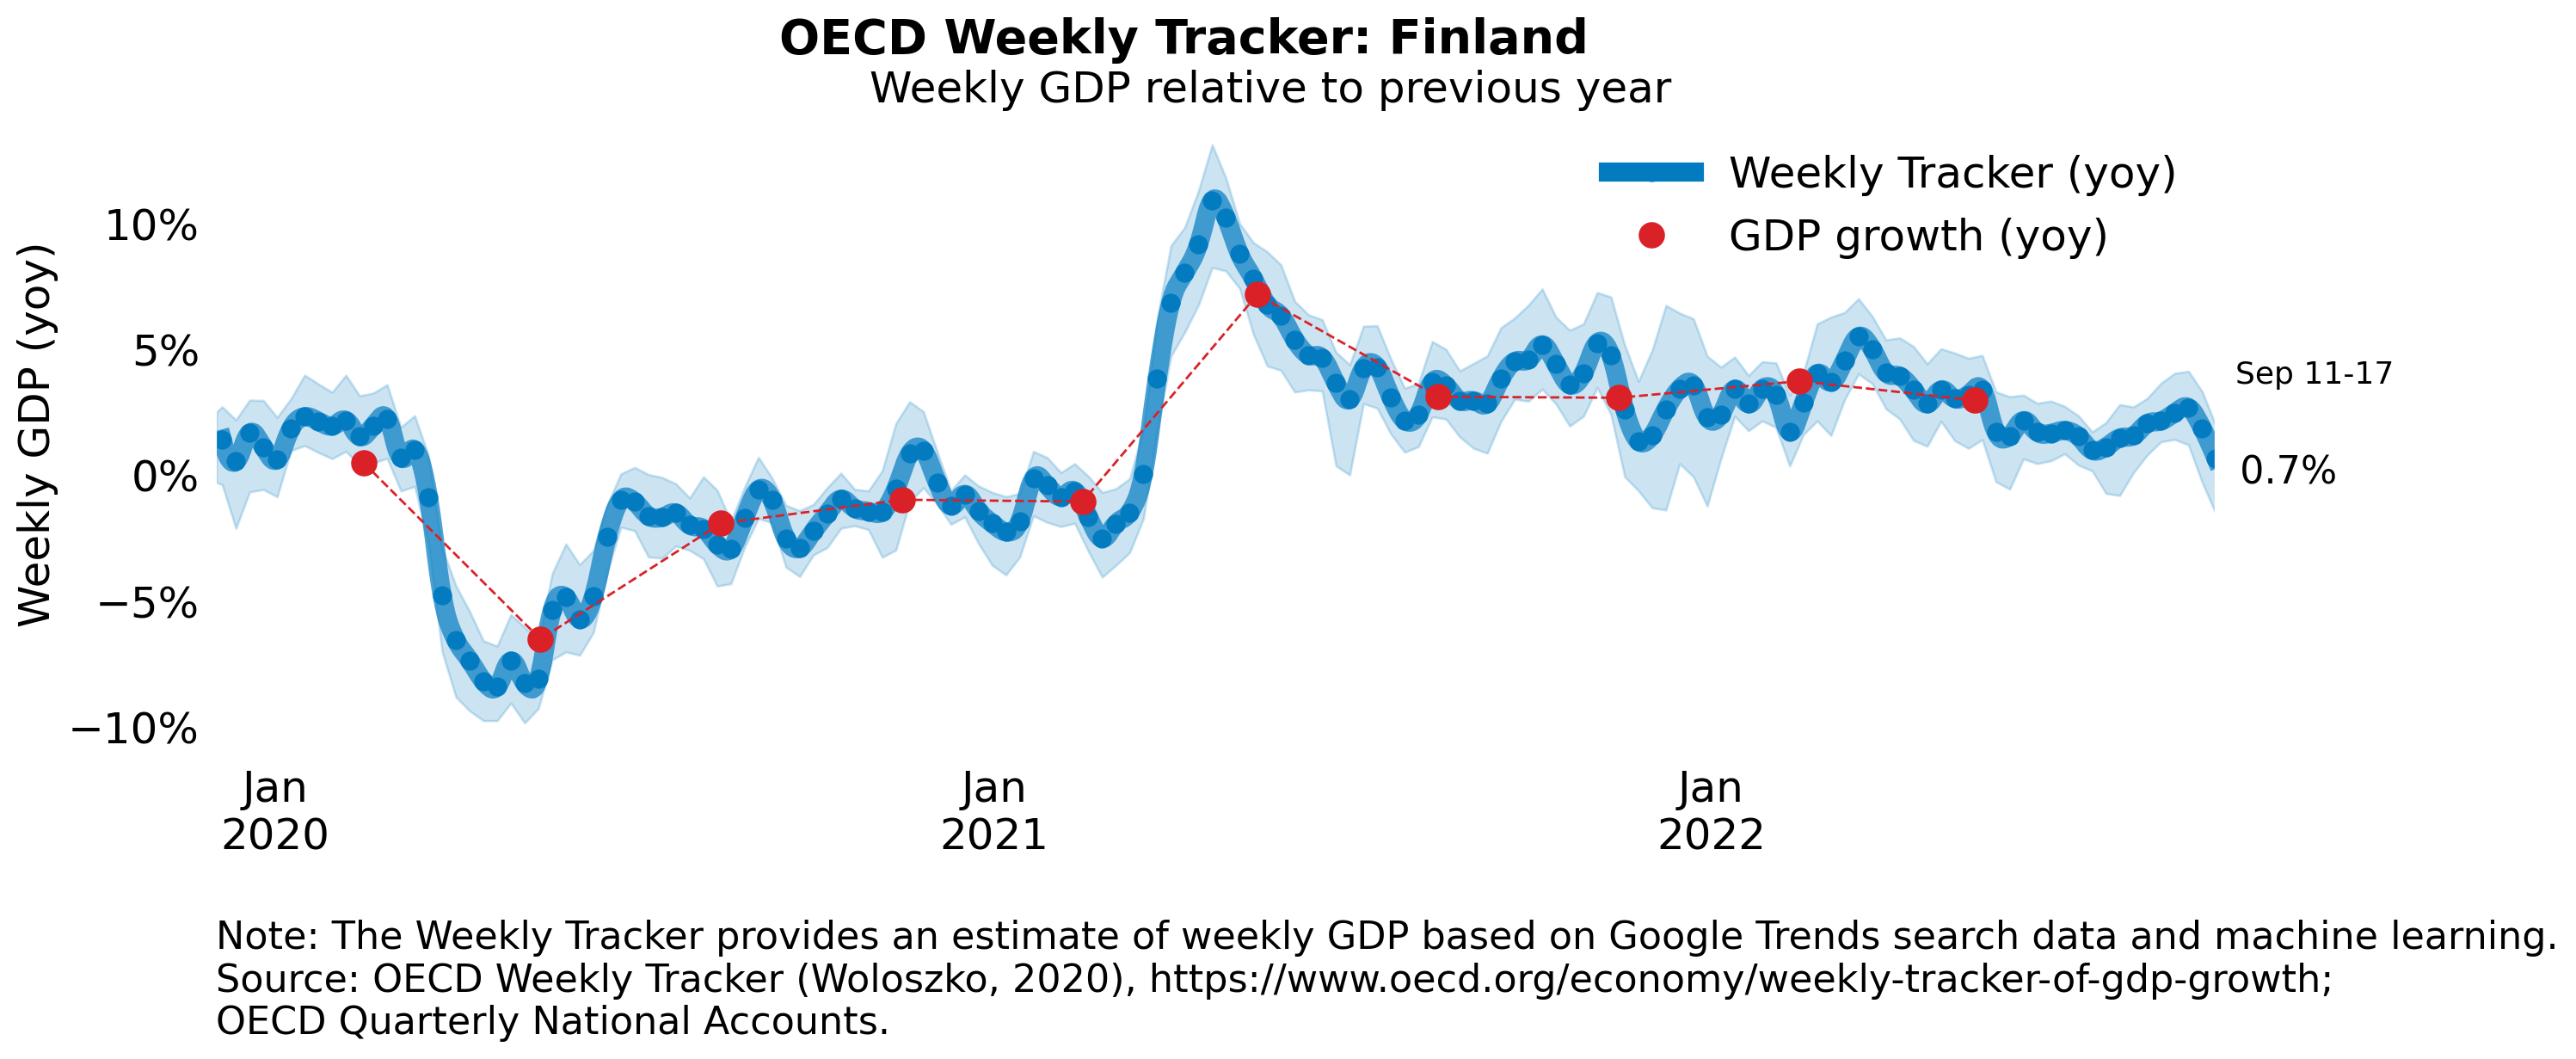 OECD Weekly Tracker: Finland
Weekly GDP relative to previous year
Weekly Tracker (yoy)
GDP growth (yoy)
Weekly GDP (yoy)
10%
5%
0%
−5%
−10%
Sep 11-17
0.7%
Jan
2020
Jan
2021
Jan
2022
Note: The Weekly Tracker provides an estimate of weekly GDP based on Google Trends search data and machine learning.
Source: OECD Weekly Tracker (Woloszko, 2020), https://www.oecd.org/economy/weekly-tracker-of-gdp-growth;
OECD Quarterly National Accounts.